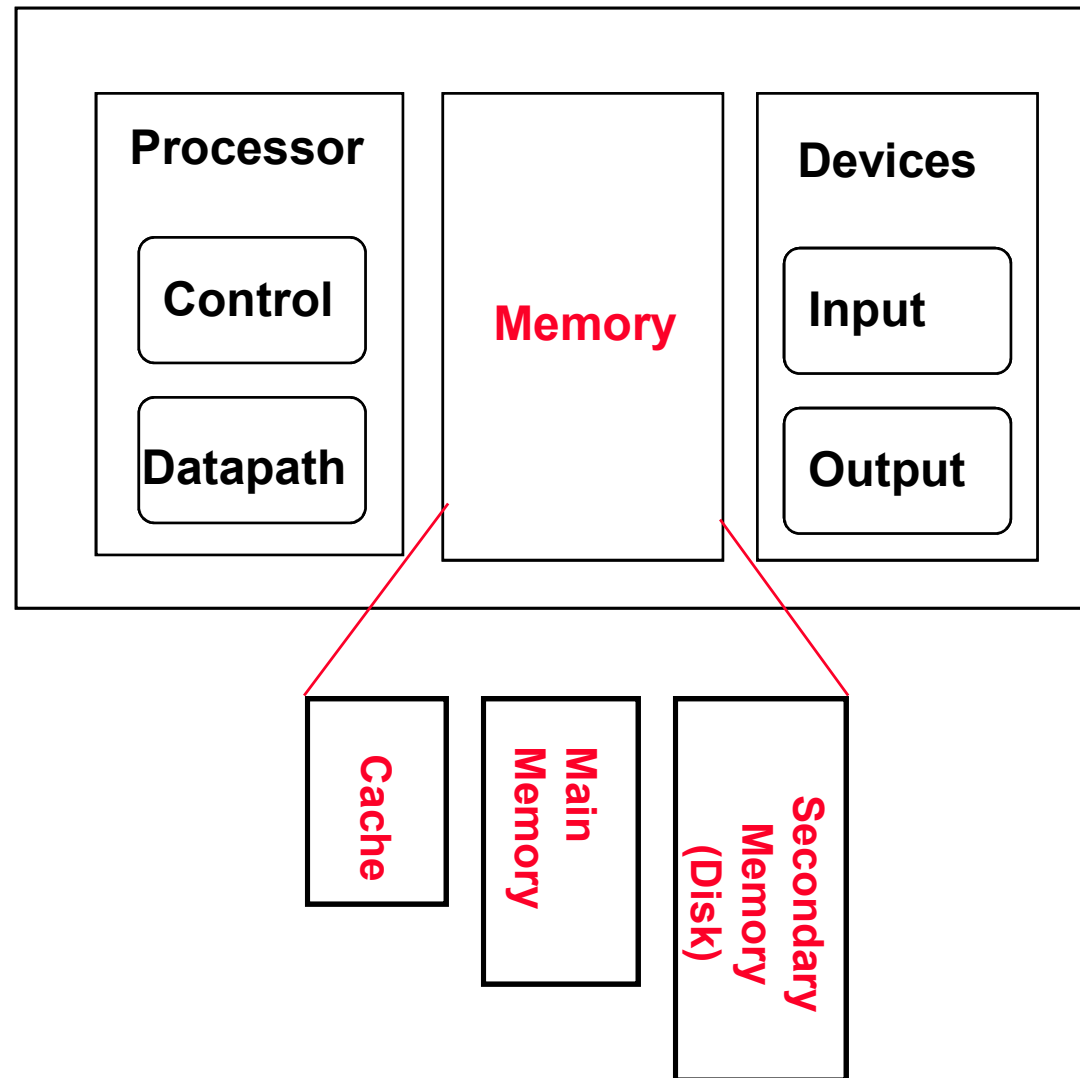 Processor
Control
Datapath
Memory
Devices
Input
Output
Cache
Main
Memory
Secondary
Memory
(Disk)